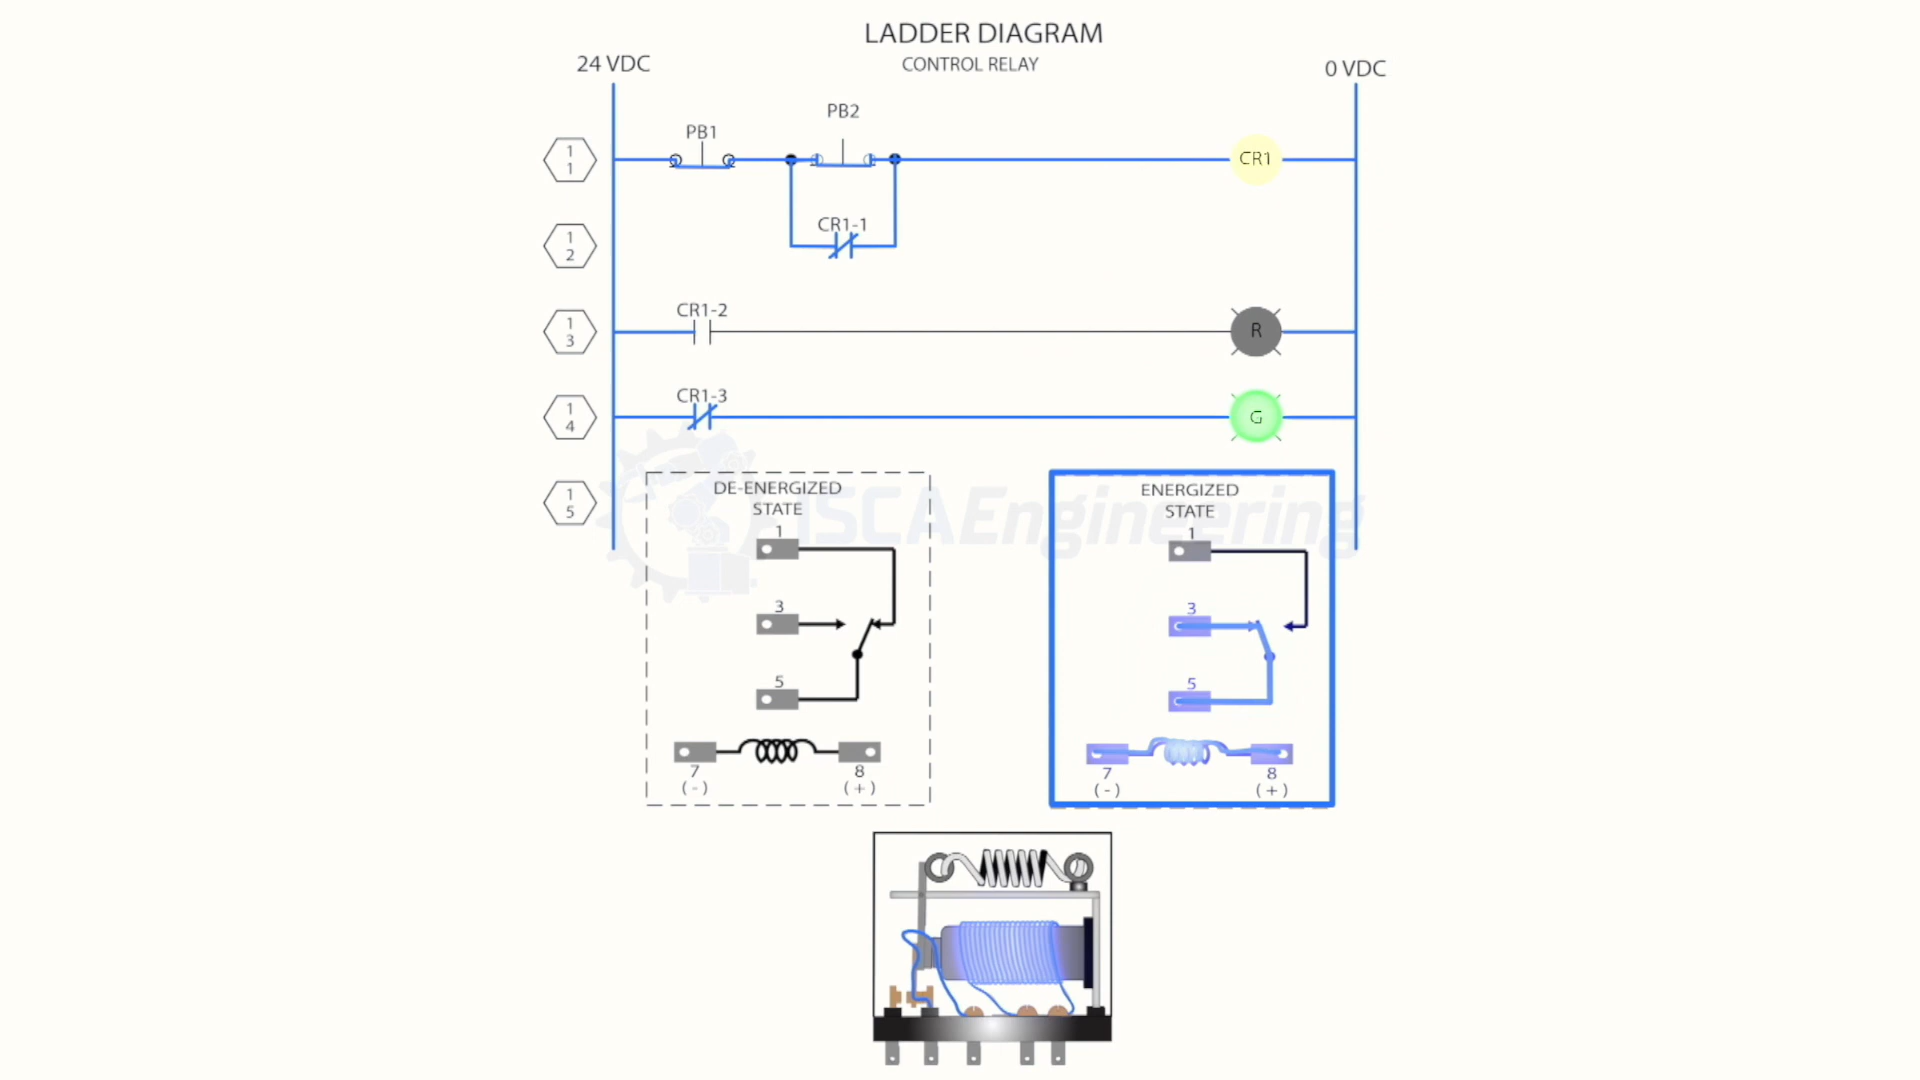 LADDER DIAGRAM
CONTROL RELAY
24 VDC
0 VDC
PB1
PB2
1
1
CR1
CR1-1
1
2
CR1-2
1
3
R
CR1-3
1
4
G
1
5
ISCAEngineering
DE-ENERGIZED
STATE
1
3
5
7
(-)
8
(+)
ENERGIZED
STATE
1
3
5
7
(-)
8
(+)